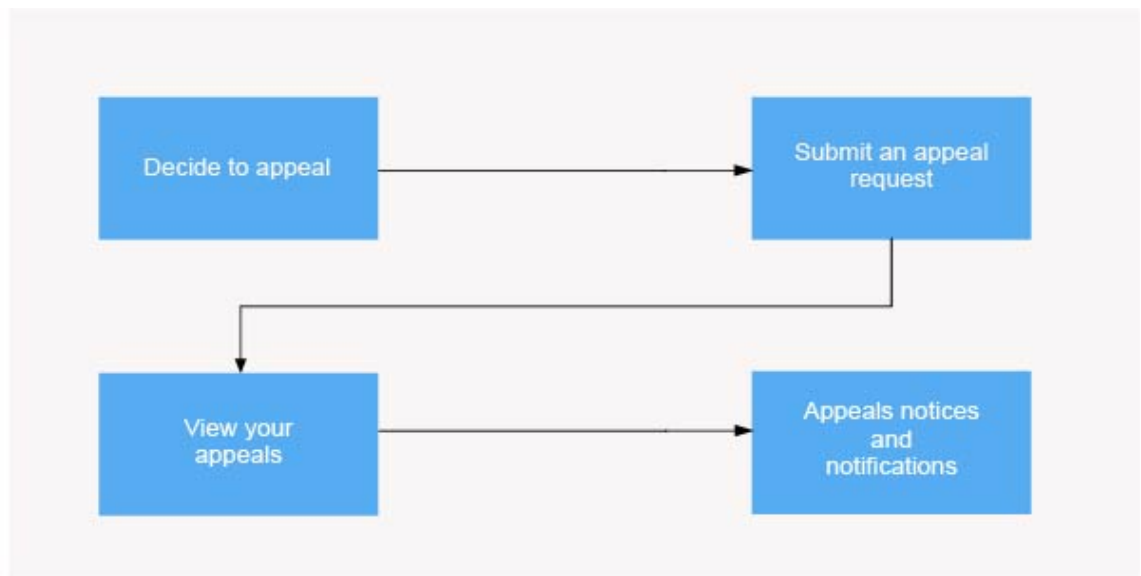 Decide to appeal
Submit an appeal
request
View your
appeals
Appeals notices
and
notifications